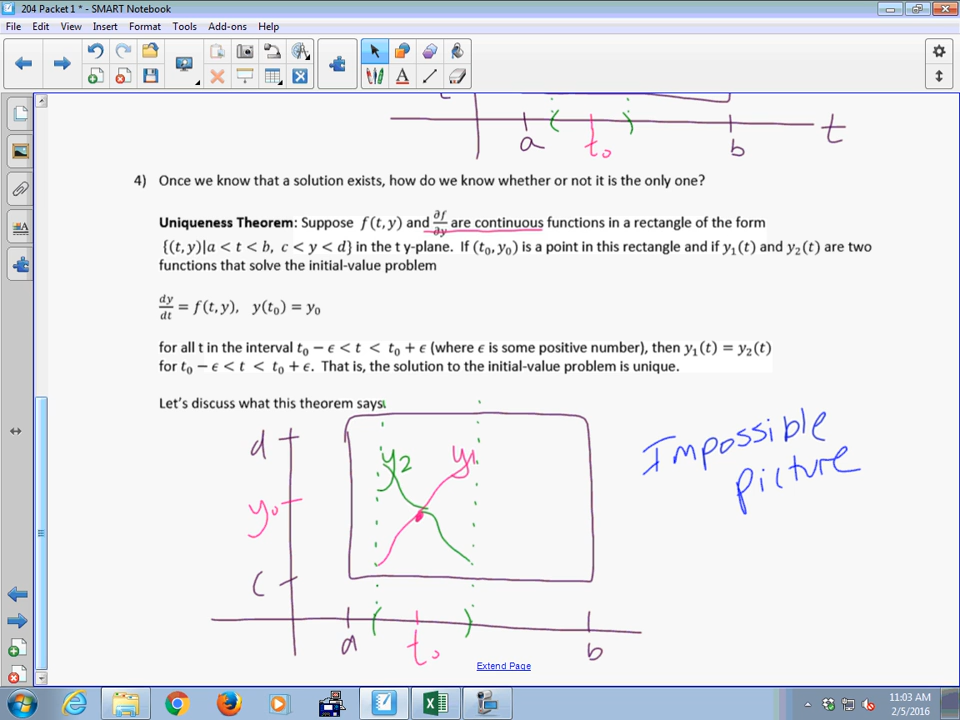 204 Packet 1 * - SMART Notebook
File Edit View Insert Format Tools Add-ons Help
a ( t₀ ) b t
4) Once we know that a solution exists, how do we know whether or not it is the only one?
Uniqueness Theorem: Suppose f(t, y) and ∂f/∂y are continuous functions in a rectangle of the form
{(t, y)|a < t < b, c < y < d} in the t y-plane. If (t₀, y₀) is a point in this rectangle and if y₁(t) and y₂(t) are two
functions that solve the initial-value problem
dy/dt = f(t, y), y(t₀) = y₀
for all t in the interval t₀ − ϵ < t < t₀ + ϵ (where ϵ is some positive number), then y₁(t) = y₂(t)
for t₀ − ϵ < t < t₀ + ϵ. That is, the solution to the initial-value problem is unique.
Let's discuss what this theorem says.
Impossible
picture
d
y2 y1
y₀
c
a ( t₀ ) b
Extend Page
11:03 AM
2/5/2016